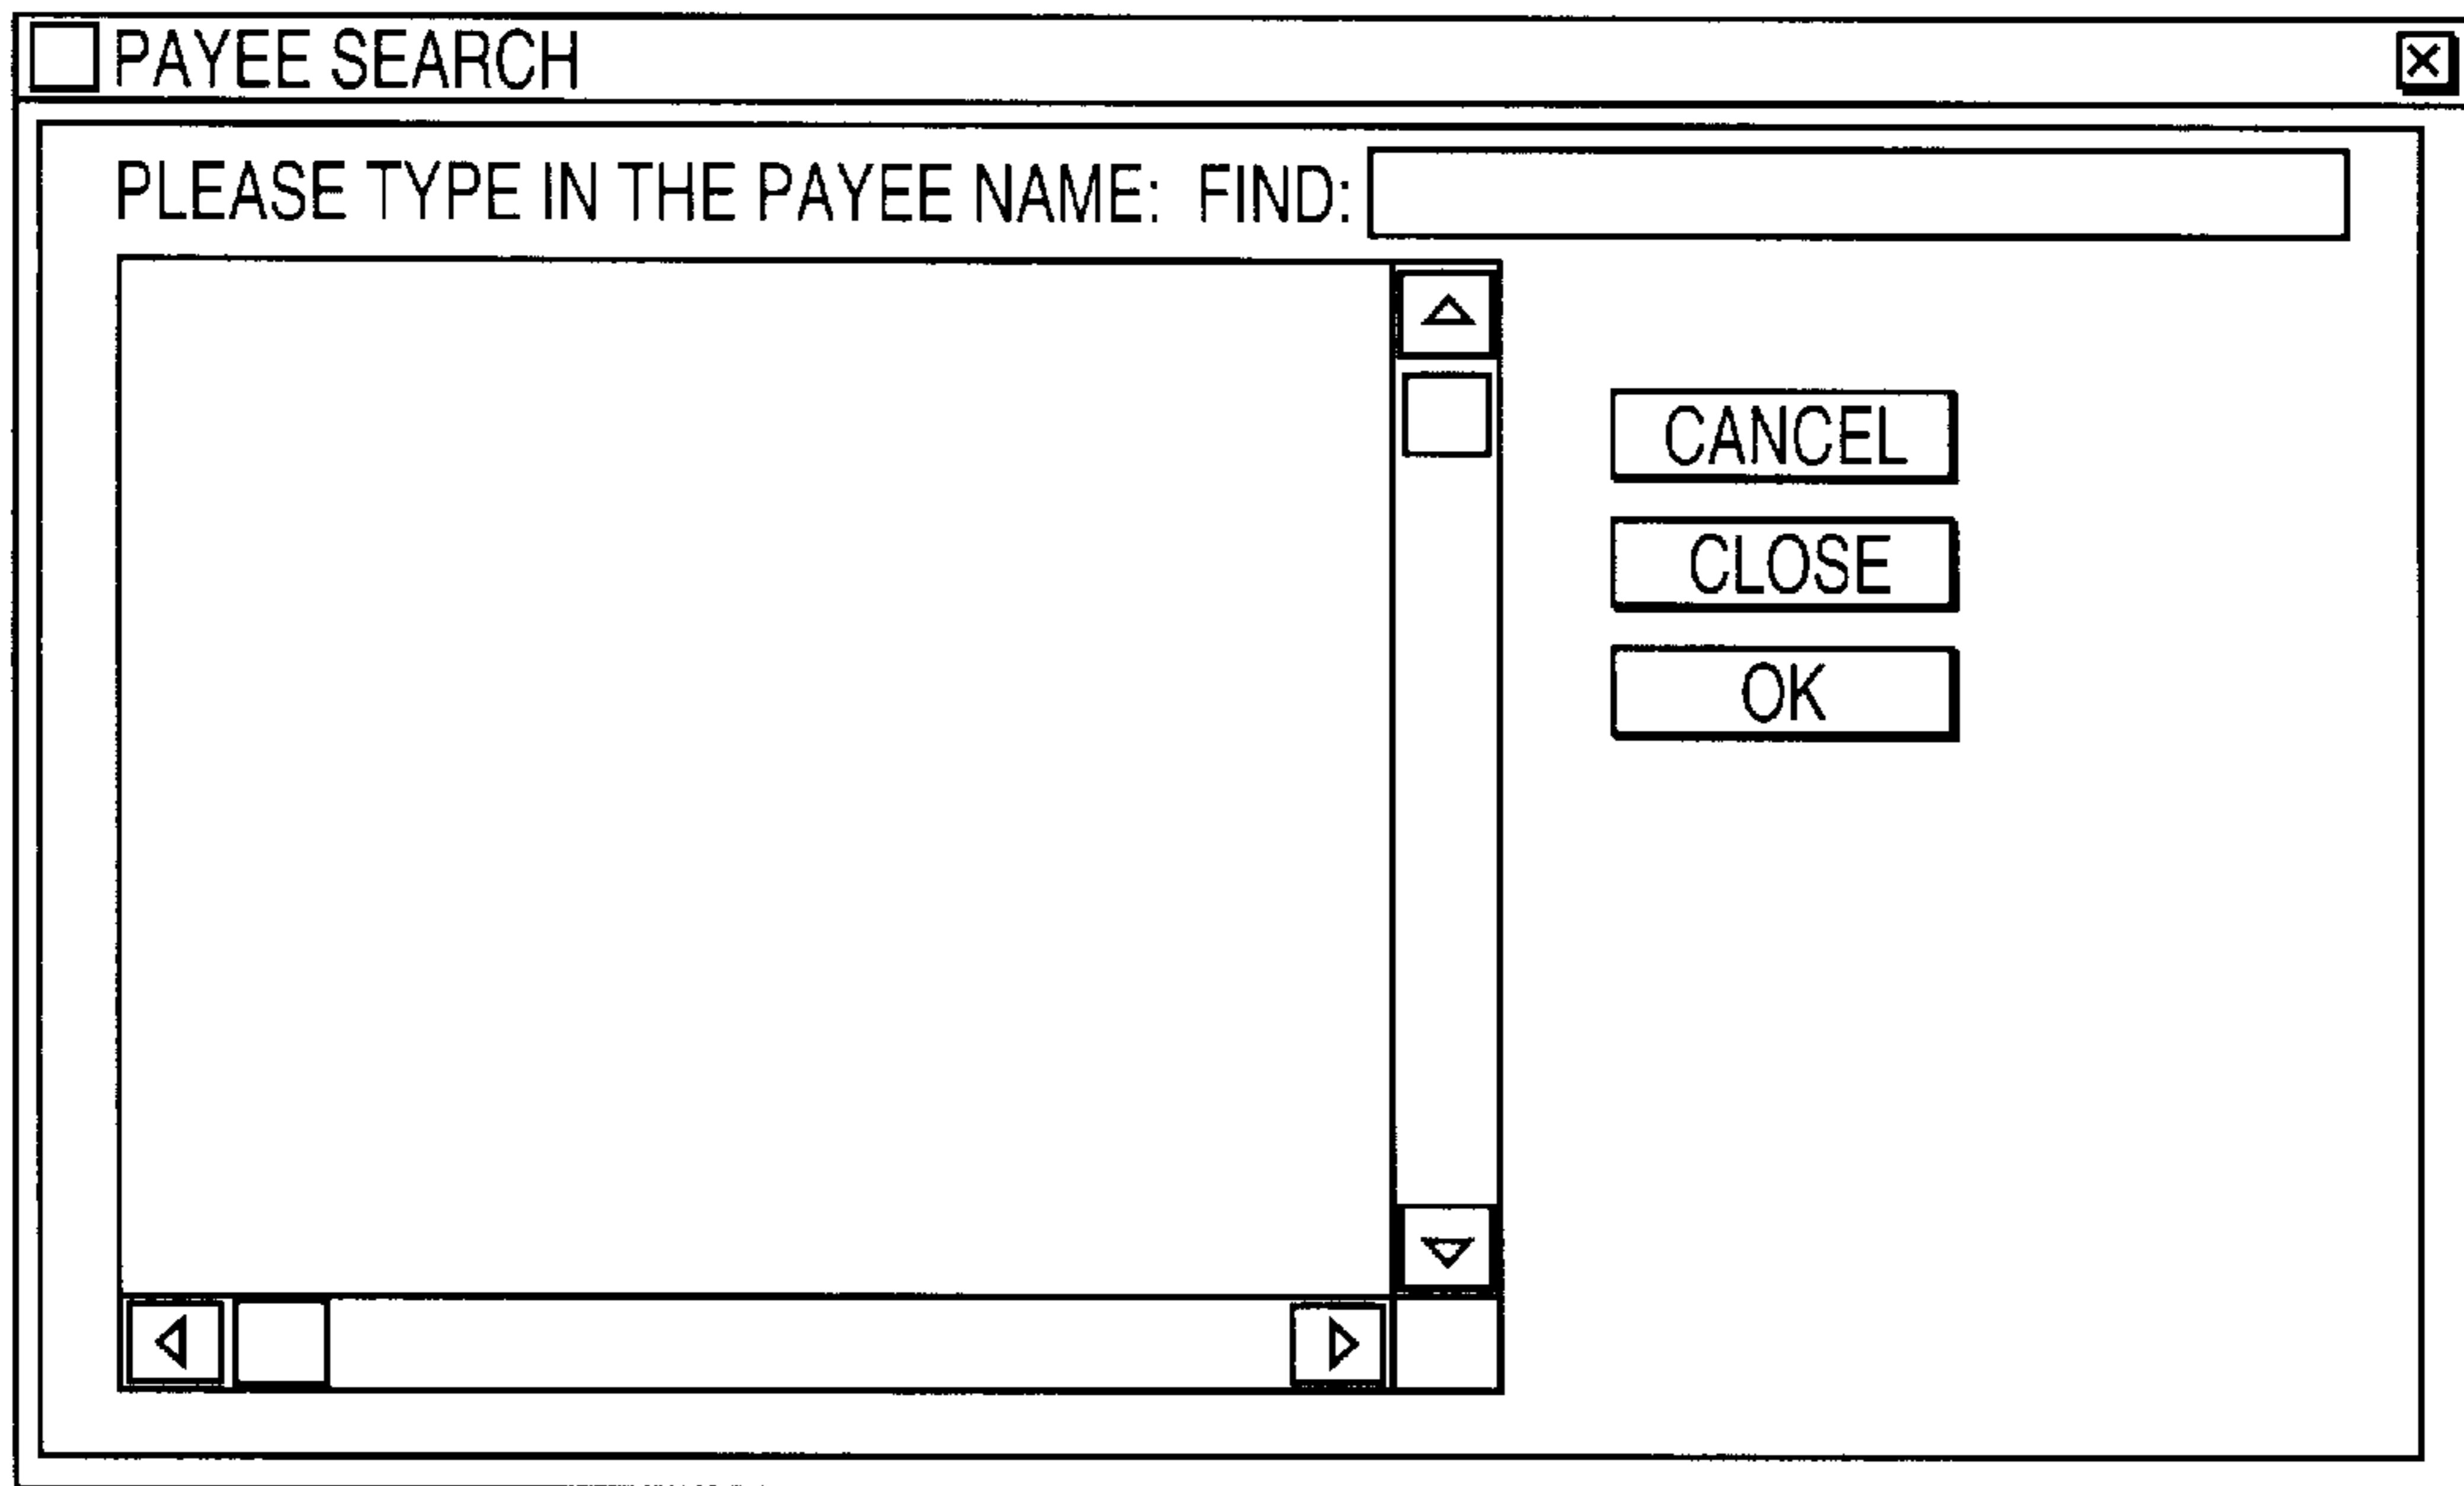 PAYEE SEARCH
PLEASE TYPE IN THE PAYEE NAME: FIND:
CANCEL
CLOSE
OK